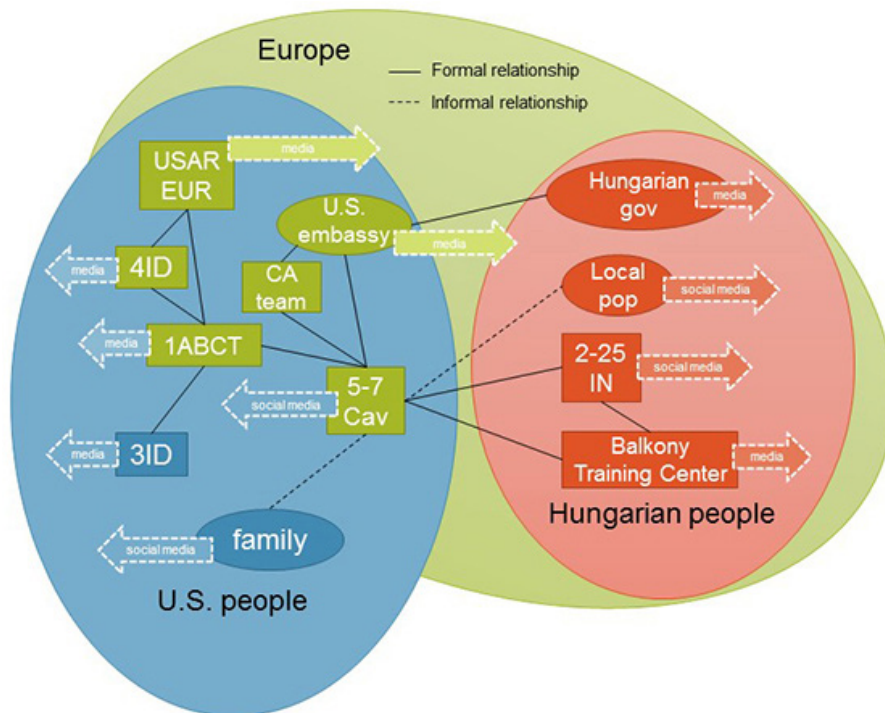 Europe
Formal relationship
Informal relationship
USAR
EUR
media
U.S.
embassy
media
Hungarian
gov
media
4ID
media
CA
team
Local
pop
social media
1ABCT
media
5-7
Cav
social media
2-25
IN
social media
3ID
media
Balkony
Training Center
media
Hungarian people
family
social media
U.S. people